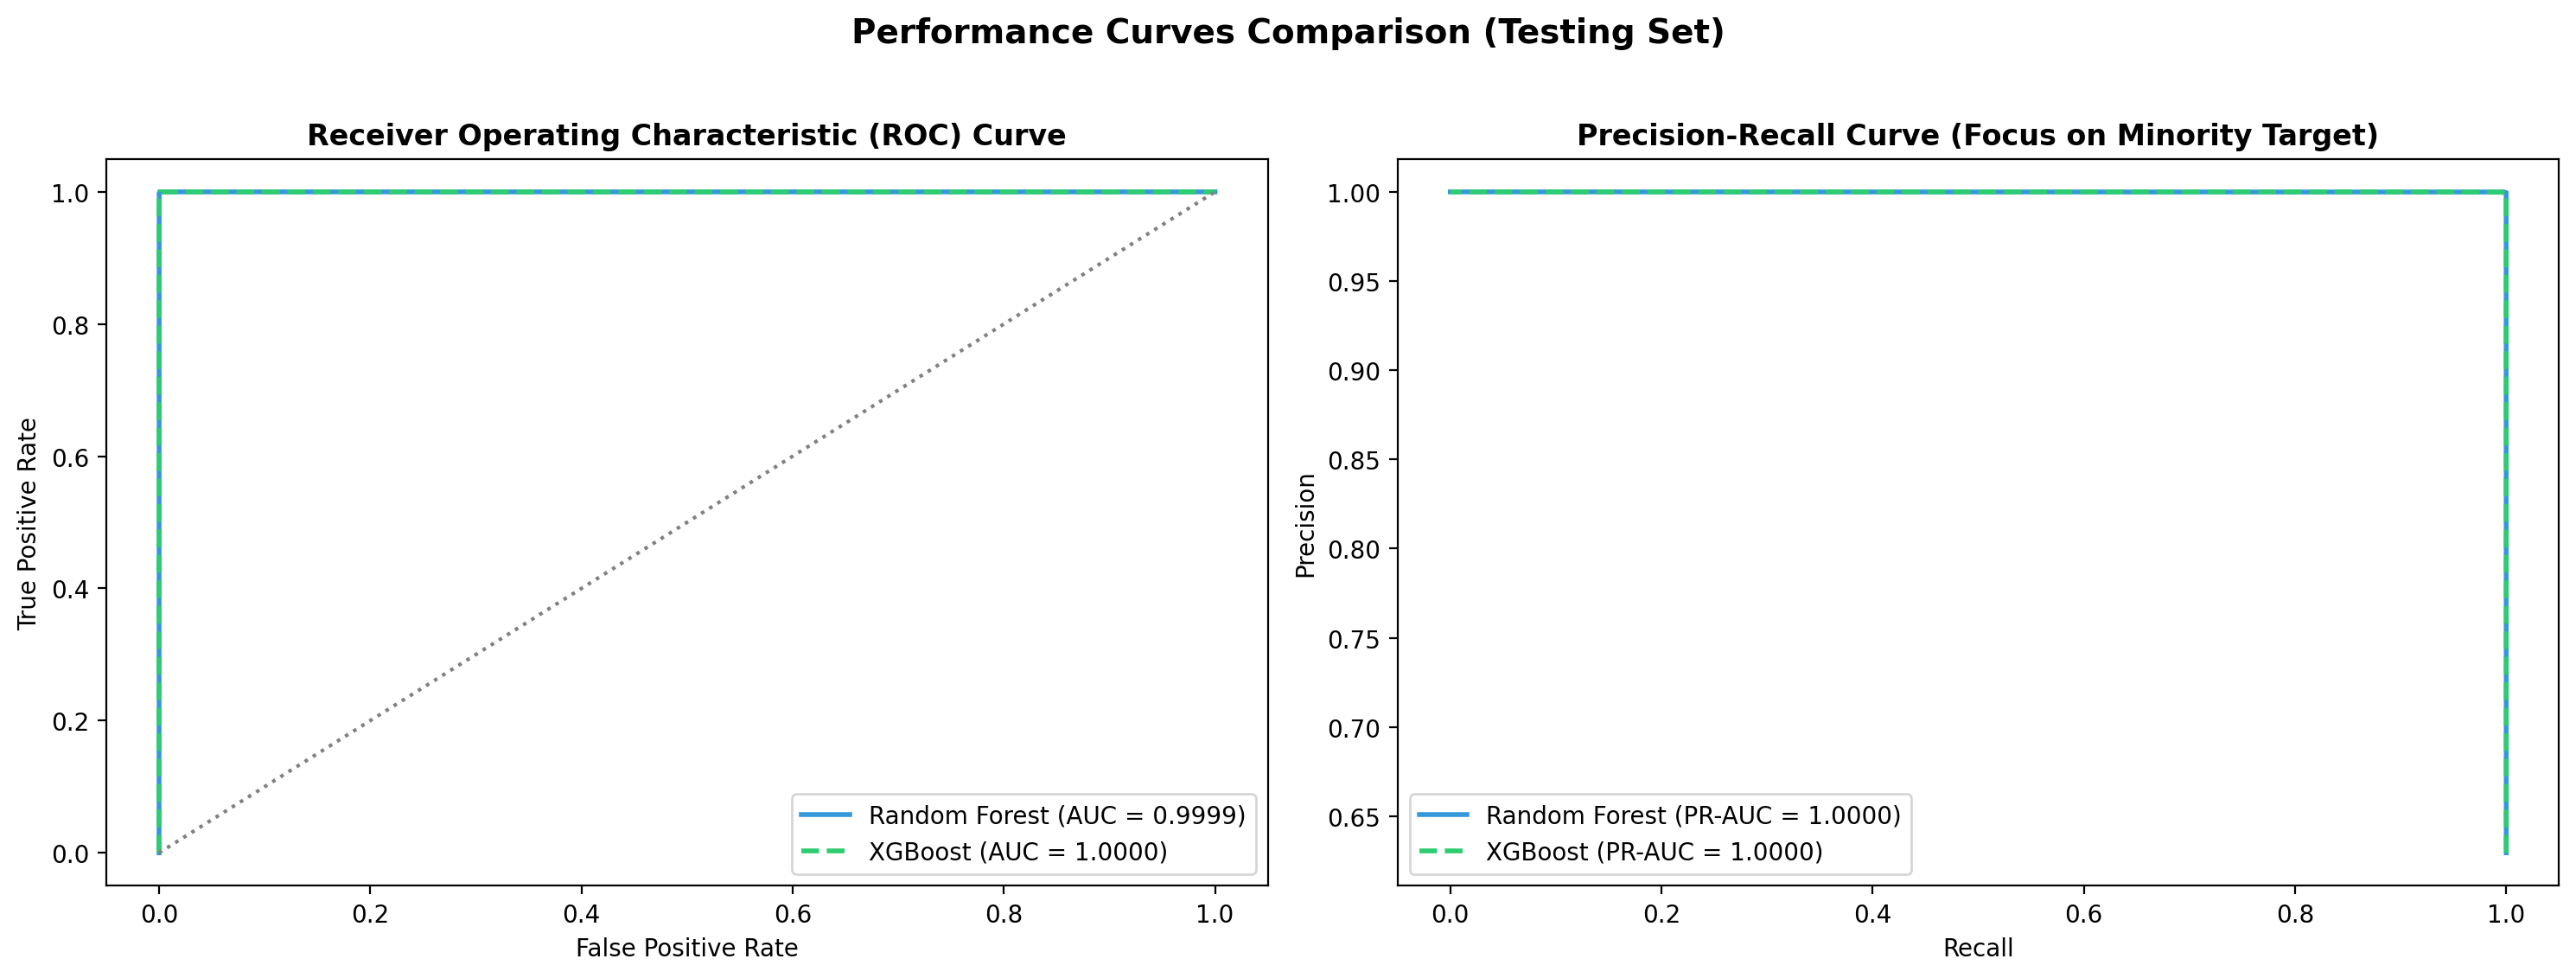 Performance Curves Comparison (Testing Set)
Receiver Operating Characteristic (ROC) Curve
True Positive Rate
1.0
0.8
0.6
0.4
0.2
0.0
0.0 0.2 0.4 0.6 0.8 1.0
False Positive Rate
Random Forest (AUC = 0.9999)
XGBoost (AUC = 1.0000)
Precision-Recall Curve (Focus on Minority Target)
Precision
1.00
0.95
0.90
0.85
0.80
0.75
0.70
0.65
0.0 0.2 0.4 0.6 0.8 1.0
Recall
Random Forest (PR-AUC = 1.0000)
XGBoost (PR-AUC = 1.0000)